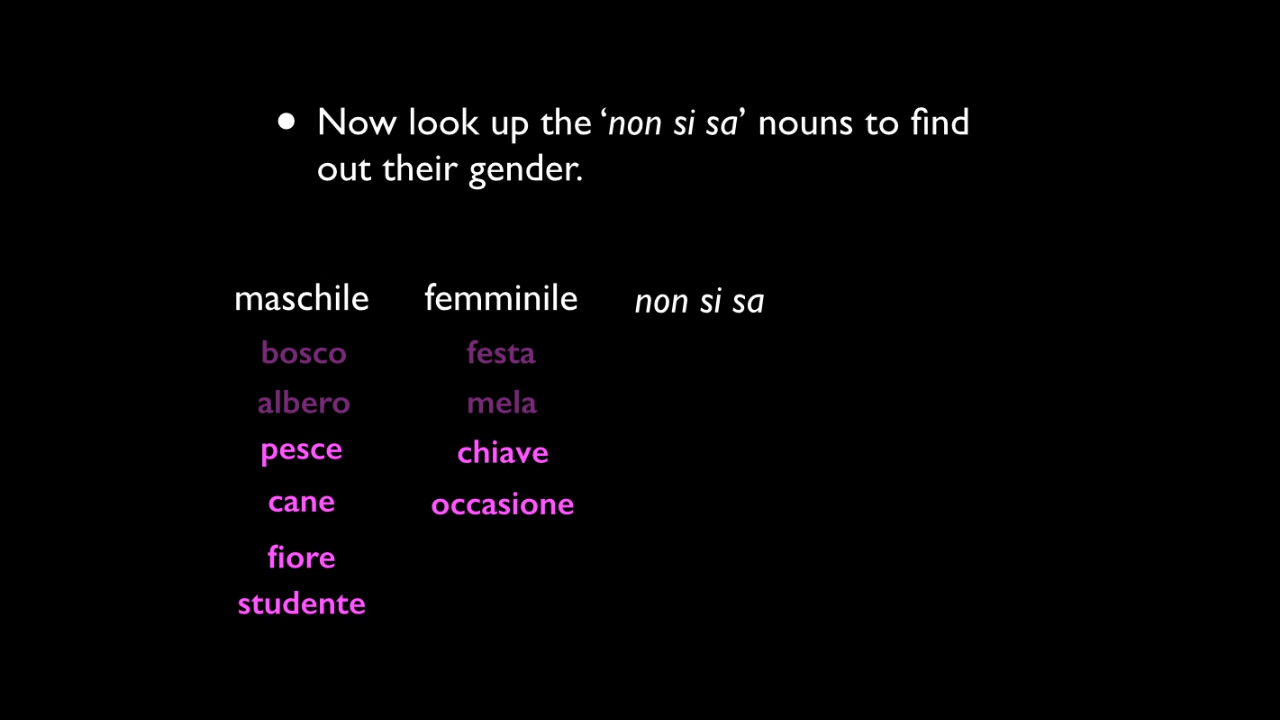 • Now look up the ‘non si sa’ nouns to find
out their gender.
maschile femminile non si sa
bosco festa
albero mela
pesce chiave
cane occasione
fiore
studente